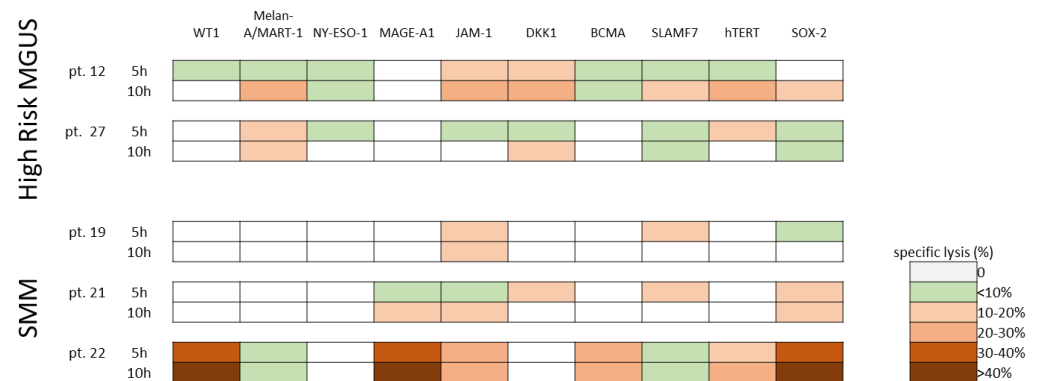 High Risk MGUS
Melan-
WT1 A/MART-1 NY-ESO-1 MAGE-A1 JAM-1 DKK1 BCMA SLAMF7 hTERT SOX-2
pt. 12 5h
10h
pt. 27 5h
10h
SMM
pt. 19 5h
10h
pt. 21 5h
10h
pt. 22 5h
10h
specific lysis (%)
0
<10%
10-20%
20-30%
30-40%
>40%